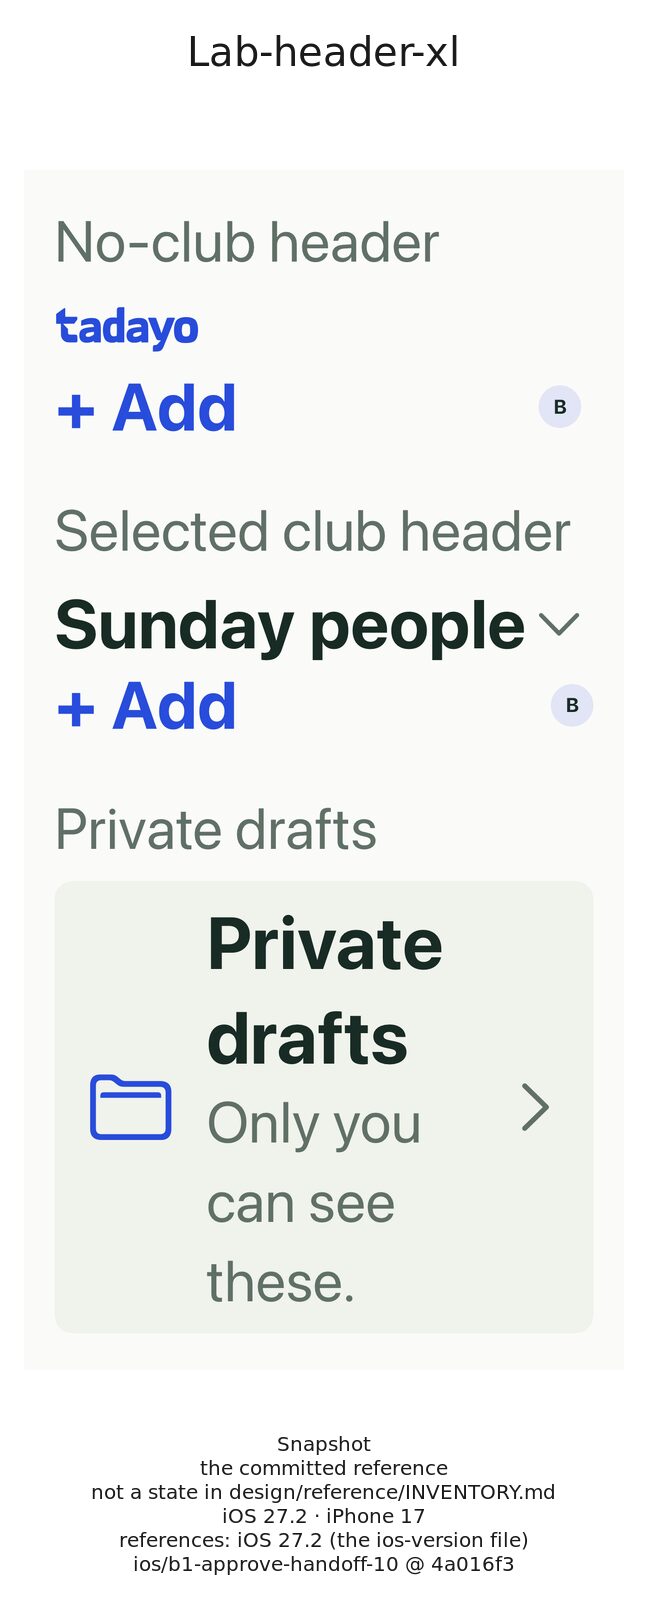 Lab-header-xl
No-club header
tadayo
+ Add
B
Selected club header
Sunday people
+ Add
B
Private drafts
Private
drafts
Only you
can see
these.
Snapshot
the committed reference
not a state in design/reference/INVENTORY.md
iOS 27.2 · iPhone 17
references: iOS 27.2 (the ios-version file)
ios/b1-approve-handoff-10 @ 4a016f3